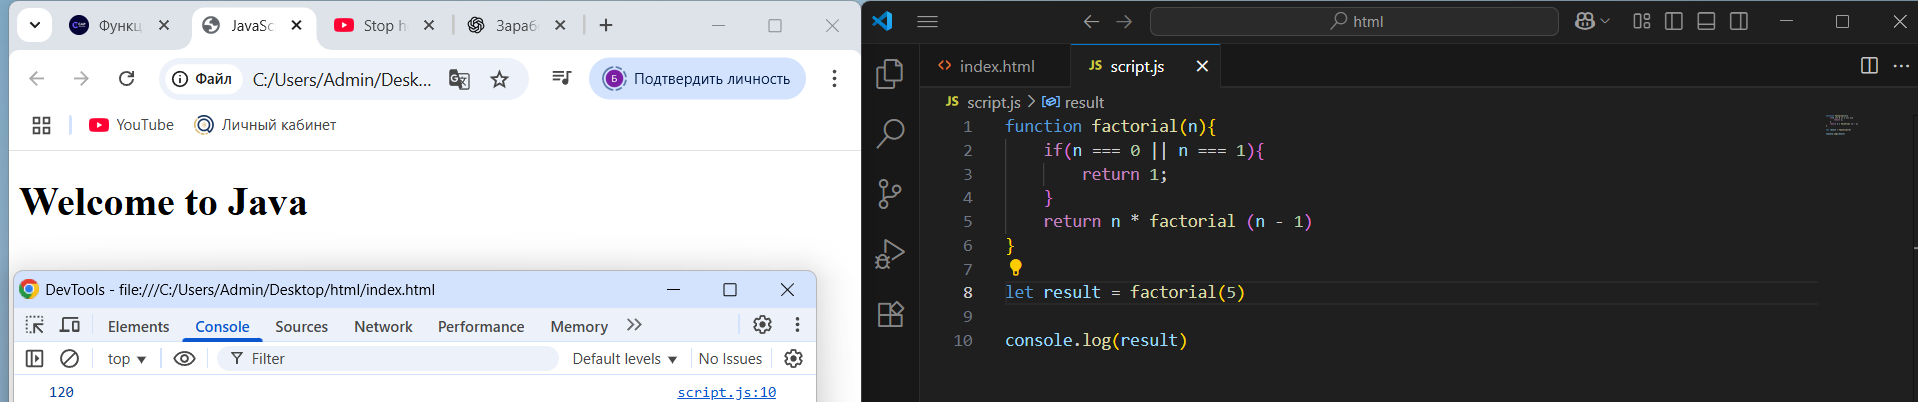 Функц
JavaSc
Stop h
Зараб
Файл
C:/Users/Admin/Desk...
Б
Подтвердить личность
YouTube
Личный кабинет
Welcome to Java
DevTools - file:///C:/Users/Admin/Desktop/html/index.html
Elements
Console
Sources
Network
Performance
Memory
top
Filter
Default levels
No Issues
120
script.js:10
html
index.html
JS script.js
JS script.js > result
1 function factorial(n){
2 if(n === 0 || n === 1){
3 return 1;
4 }
5 return n * factorial (n - 1)
6 }
7
8 let result = factorial(5)
9
10 console.log(result)